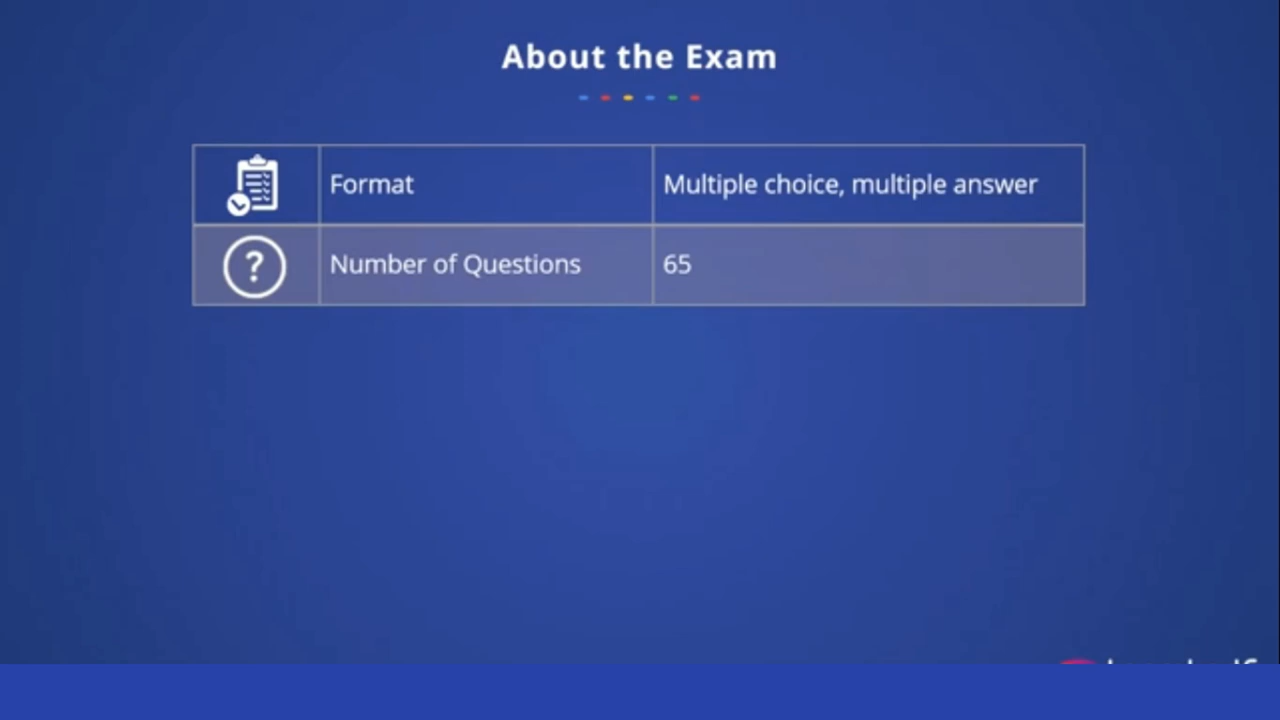 About the Exam
Format Multiple choice, multiple answer
Number of Questions 65